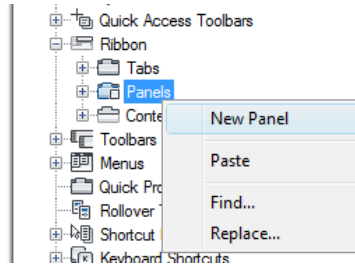 Quick Access Toolbars
Ribbon
Tabs
Panels
Conte
New Panel
Toolbars
Menus
Paste
Quick Pro
Rollover
Find...
Shortcut
Replace...
Keyboard Shortcuts